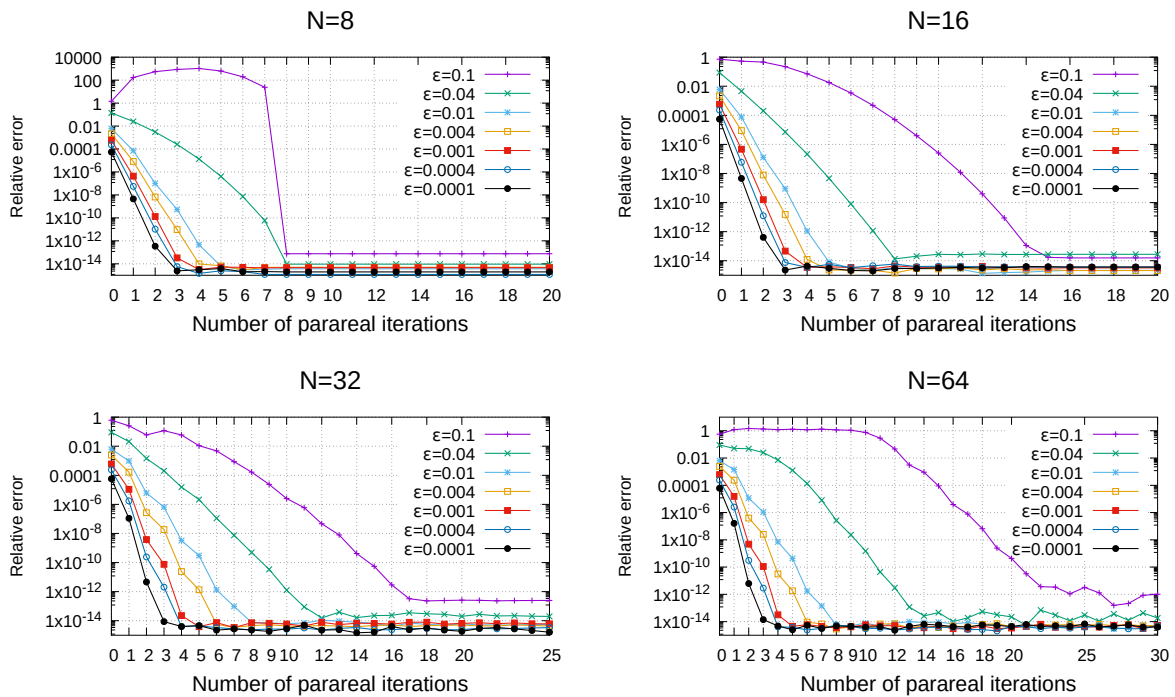 N=8
10000
100
1
0.01
0.0001
1x10-6
1x10-8
1x10-10
1x10-12
1x10-14
Relative error
ε=0.1
ε=0.04
ε=0.01
ε=0.004
ε=0.001
ε=0.0004
ε=0.0001
0 1 2 3 4 5 6 7 8 9 10 12 14 16 18 20
Number of parareal iterations
N=16
1
0.01
0.0001
1x10-6
1x10-8
1x10-10
1x10-12
1x10-14
Relative error
ε=0.1
ε=0.04
ε=0.01
ε=0.004
ε=0.001
ε=0.0004
ε=0.0001
0 1 2 3 4 5 6 7 8 9 10 12 14 16 18 20
Number of parareal iterations
N=32
1
0.01
0.0001
1x10-6
1x10-8
1x10-10
1x10-12
1x10-14
Relative error
ε=0.1
ε=0.04
ε=0.01
ε=0.004
ε=0.001
ε=0.0004
ε=0.0001
0 1 2 3 4 5 6 7 8 9 10 12 14 16 18 20 25
Number of parareal iterations
N=64
1
0.01
0.0001
1x10-6
1x10-8
1x10-10
1x10-12
1x10-14
Relative error
ε=0.1
ε=0.04
ε=0.01
ε=0.004
ε=0.001
ε=0.0004
ε=0.0001
0 1 2 3 4 5 6 7 8 9 10 12 14 16 18 20 25 30
Number of parareal iterations